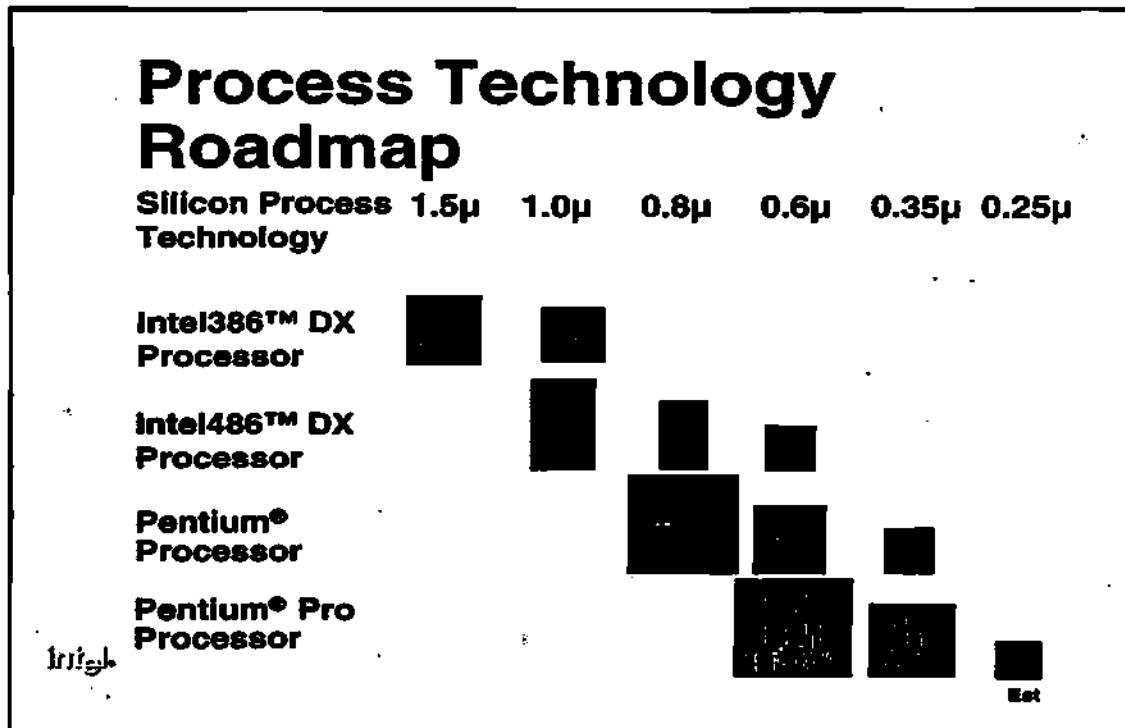 Process Technology
Roadmap
Silicon Process 1.5µ 1.0µ 0.8µ 0.6µ 0.35µ 0.25µ
Technology
Intel386™ DX
Processor
Intel486™ DX
Processor
Pentium®
Processor
Pentium® Pro
Processor
intel.
Est